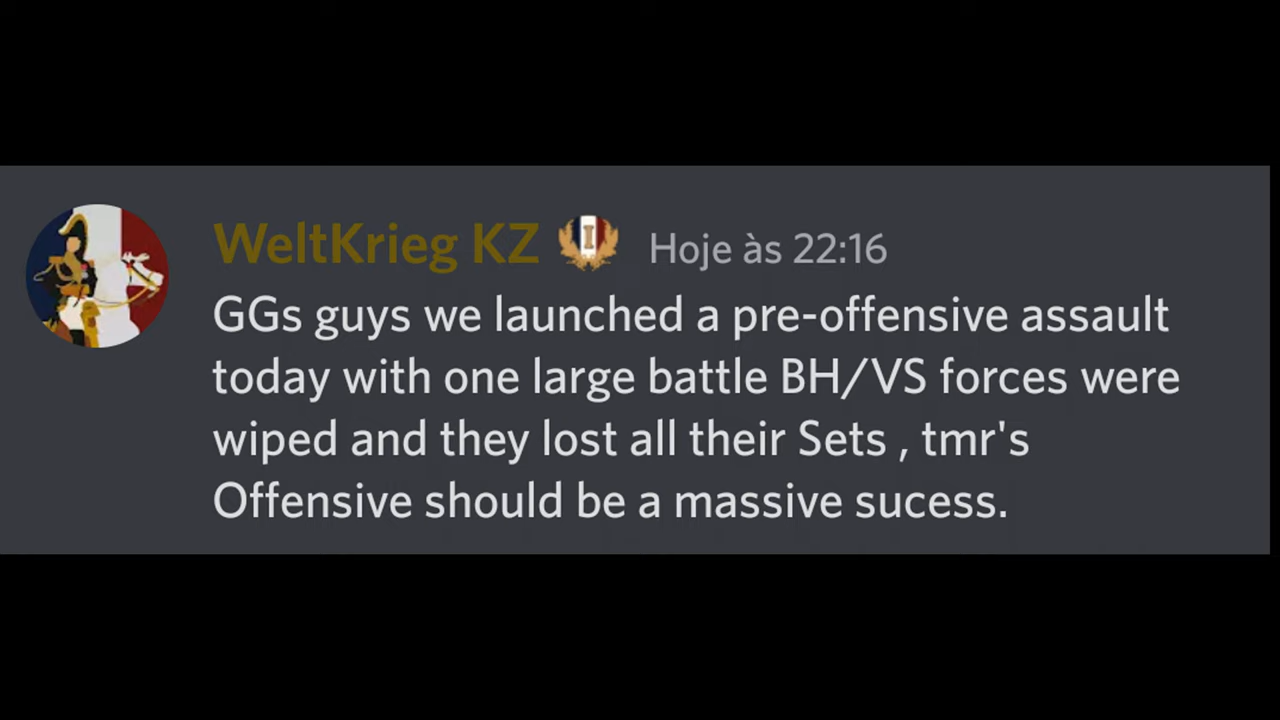 WeltKrieg KZ I Hoje às 22:16
GGs guys we launched a pre-offensive assault
today with one large battle BH/VS forces were
wiped and they lost all their Sets , tmr's
Offensive should be a massive sucess.